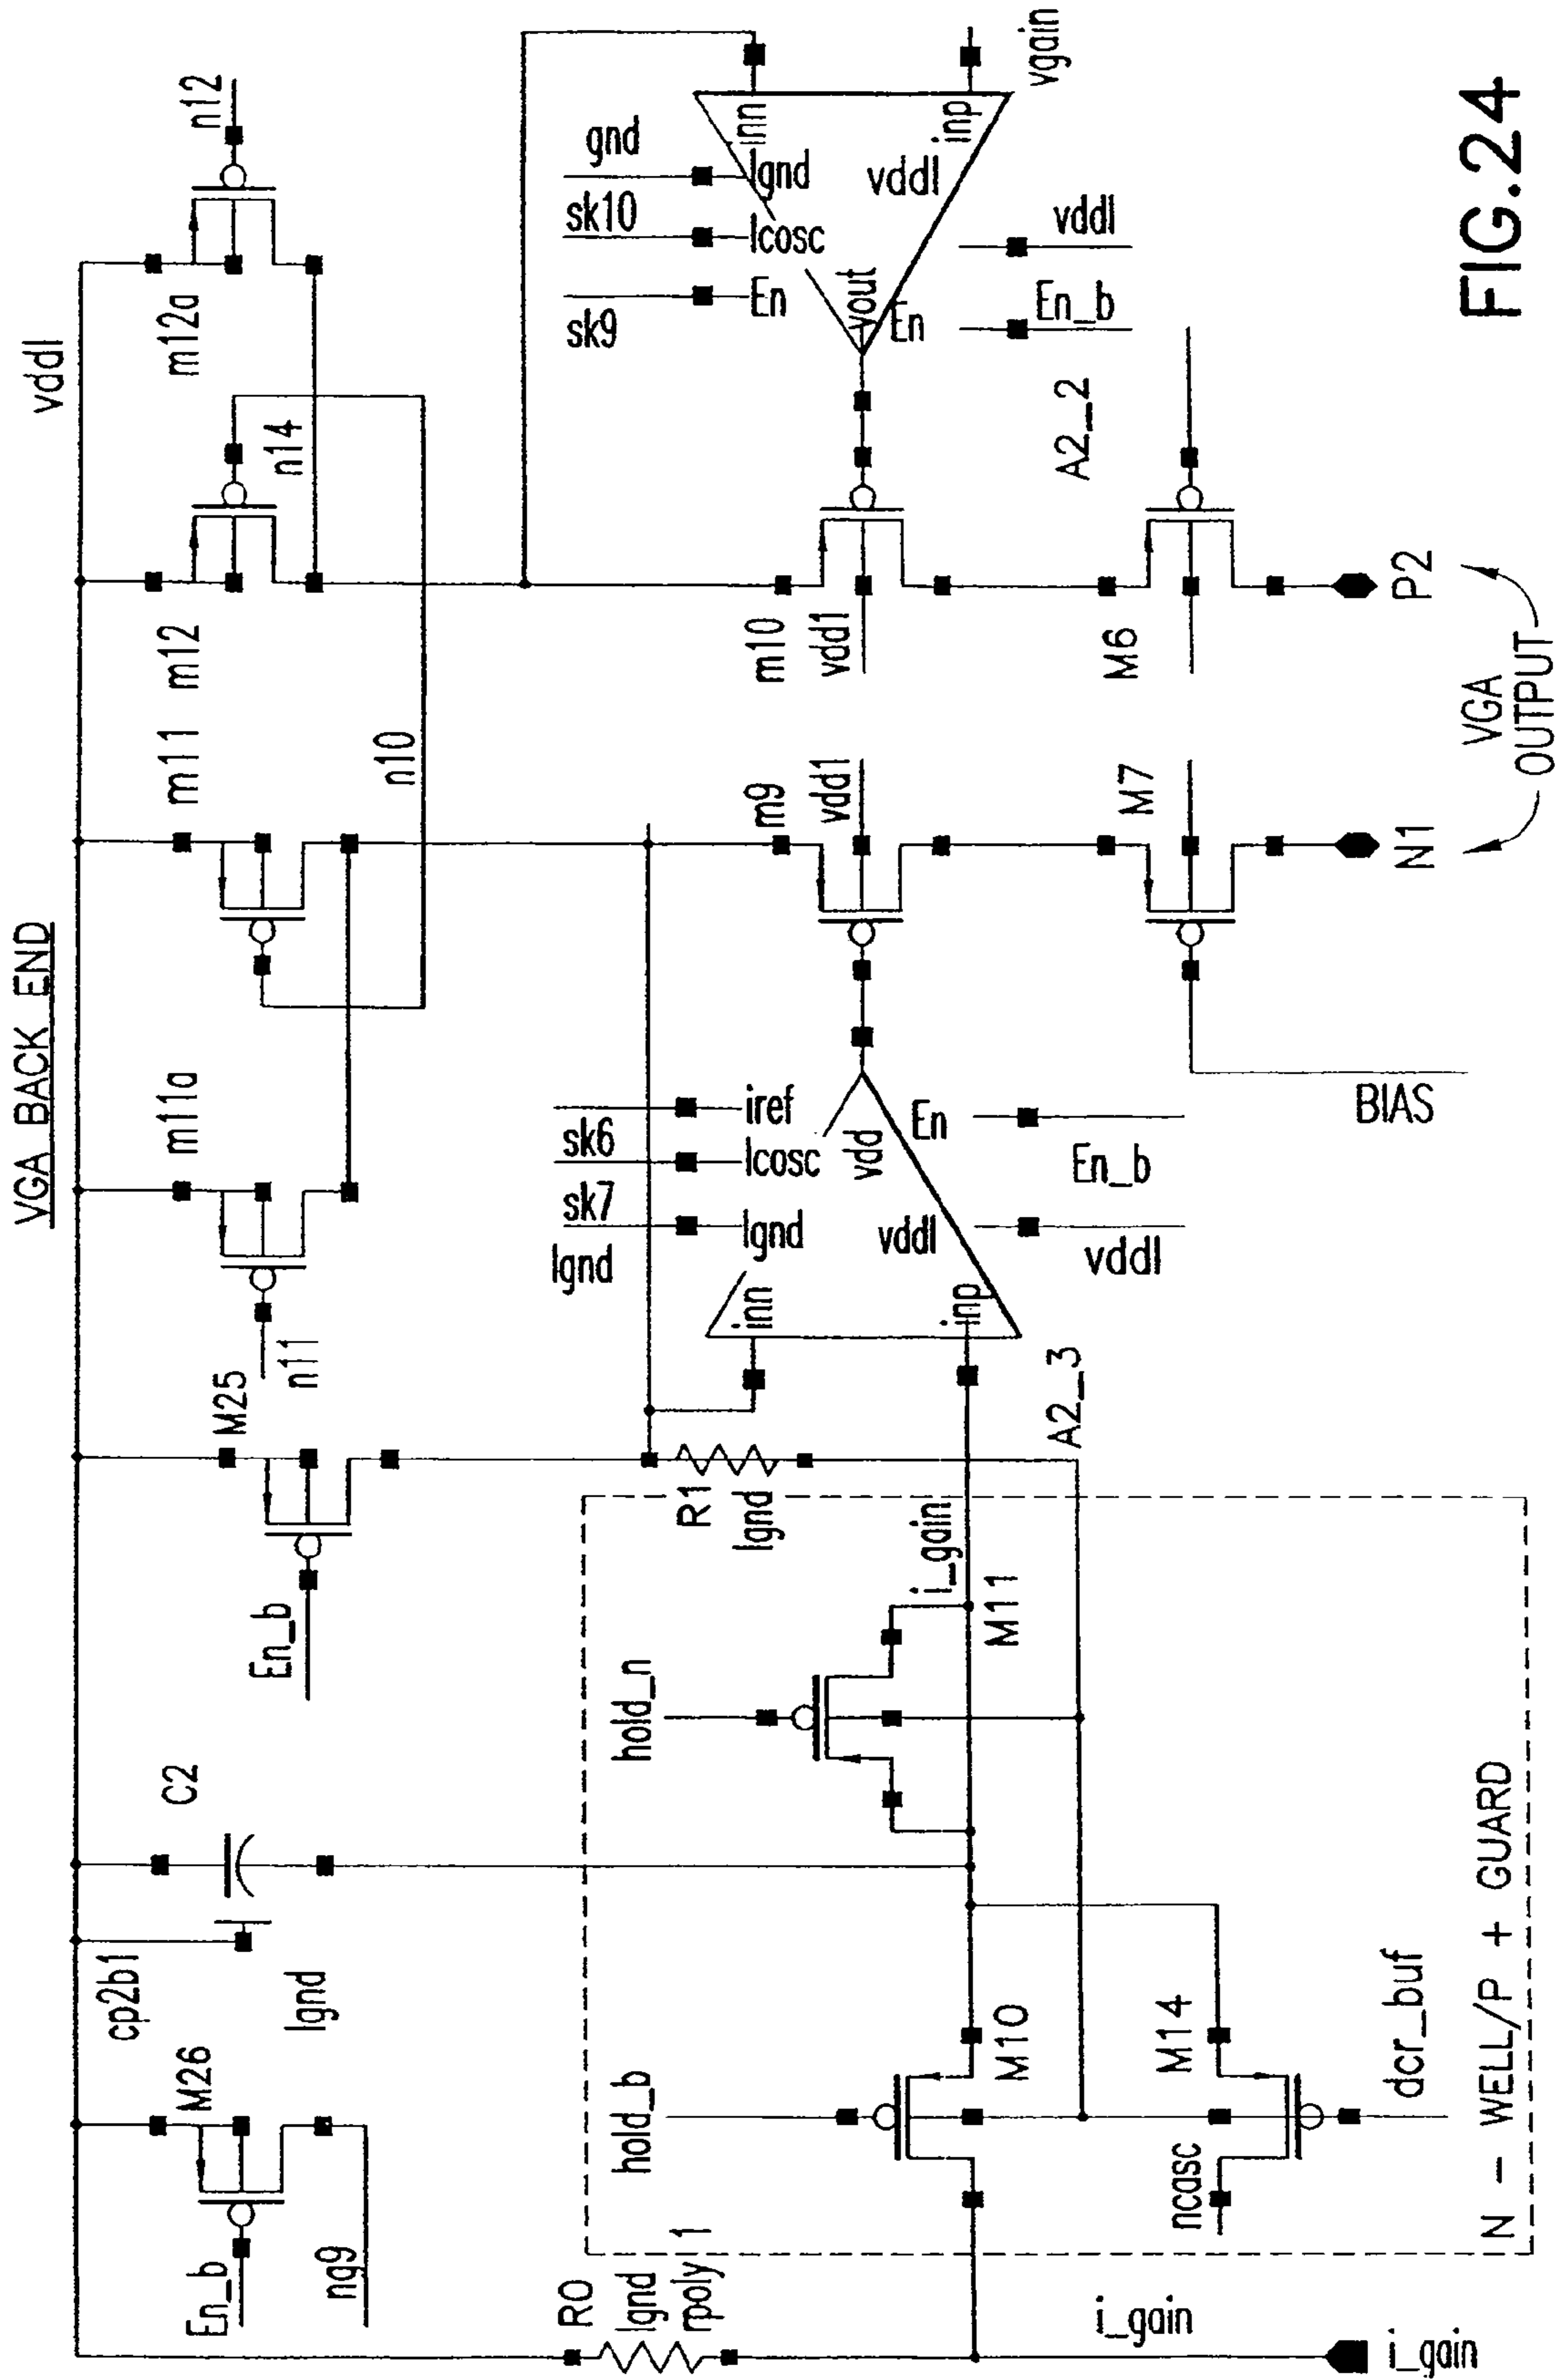 VGA BACK END
vddl
M26
En_b
ng9
cp2b1
lgnd
C2
En_b
M25
n11
m11a
m11
m12
n14
m12a
n12
n10
R0
lgnd
rpoly 1
i_gain
i_gain
hold_b
M10
ncasc
M14
dcr_buf
hold_n
M11
i_gain
N - WELL/P + GUARD
R1
lgnd
A2_3
inn
inp
lgnd
sk7
sk6
lgnd
lcosc
iref
vdd
vddl
En
En_b
vddl
m9
vdd1
M7
BIAS
N1
VGA
OUTPUT
P2
m10
vdd1
M6
A2_2
gnd
sk10
sk9
lgnd
lcosc
En
vout
En
vddl
inn
inp
vgain
vddl
En_b
FIG.24